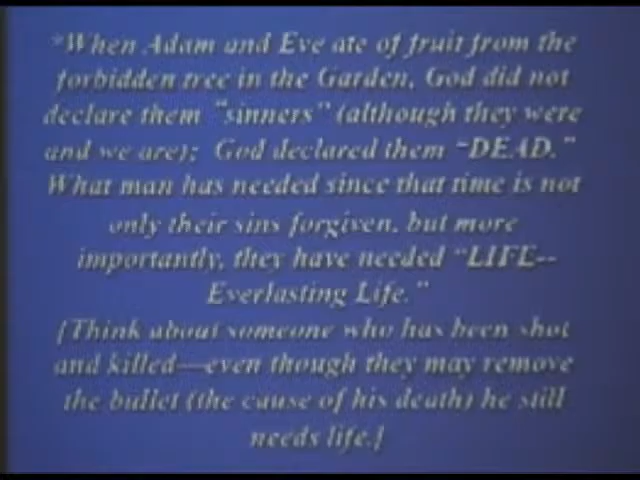 *When Adam and Eve ate of fruit from the
forbidden tree in the Garden, God did not
declare them "sinners" (although they were
and we are); God declared them "DEAD."
What man has needed since that time is not
only their sins forgiven, but more
importantly, they have needed "LIFE--
Everlasting Life."
[Think about someone who has been shot
and killed—even though they may remove
the bullet (the cause of his death) he still
needs life.]